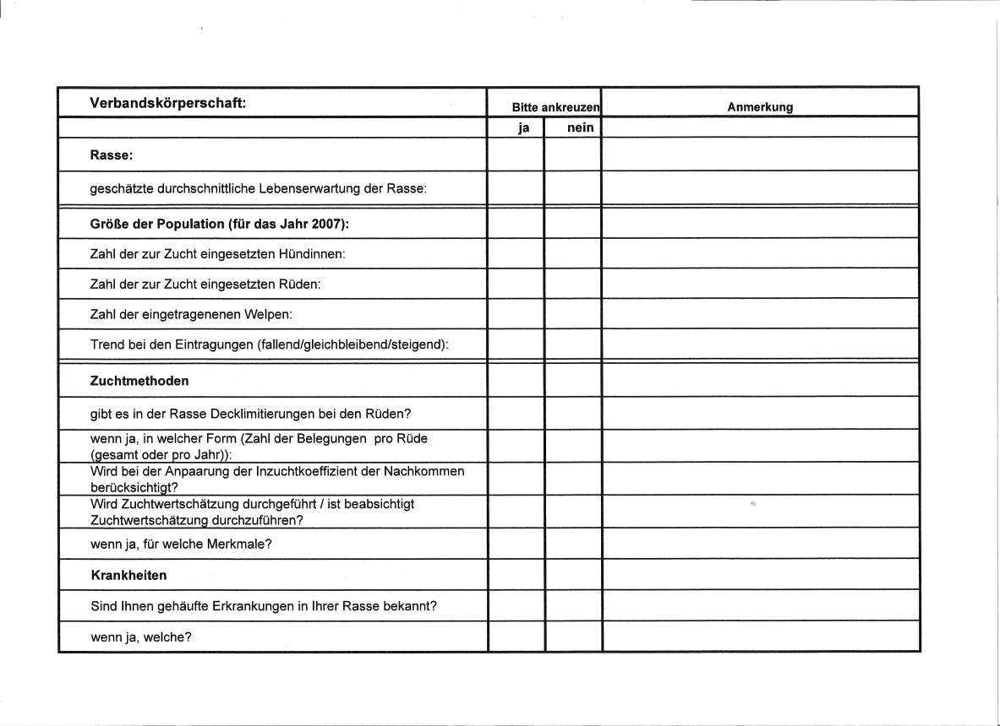 Verbandskörperschaft: Bitte ankreuzen Anmerkung
ja nein
Rasse:
geschätzte durchschnittliche Lebenserwartung der Rasse:
Größe der Population (für das Jahr 2007):
Zahl der zur Zucht eingesetzten Hündinnen:
Zahl der zur Zucht eingesetzten Rüden:
Zahl der eingetragenenen Welpen:
Trend bei den Eintragungen (fallend/gleichbleibend/steigend):
Zuchtmethoden
gibt es in der Rasse Decklimitierungen bei den Rüden?
wenn ja, in welcher Form (Zahl der Belegungen pro Rüde
(gesamt oder pro Jahr)):
Wird bei der Anpaarung der Inzuchtkoeffizient der Nachkommen
berücksichtigt?
Wird Zuchtwertschätzung durchgeführt / ist beabsichtigt
Zuchtwertschätzung durchzuführen?
wenn ja, für welche Merkmale?
Krankheiten
Sind Ihnen gehäufte Erkrankungen in Ihrer Rasse bekannt?
wenn ja, welche?